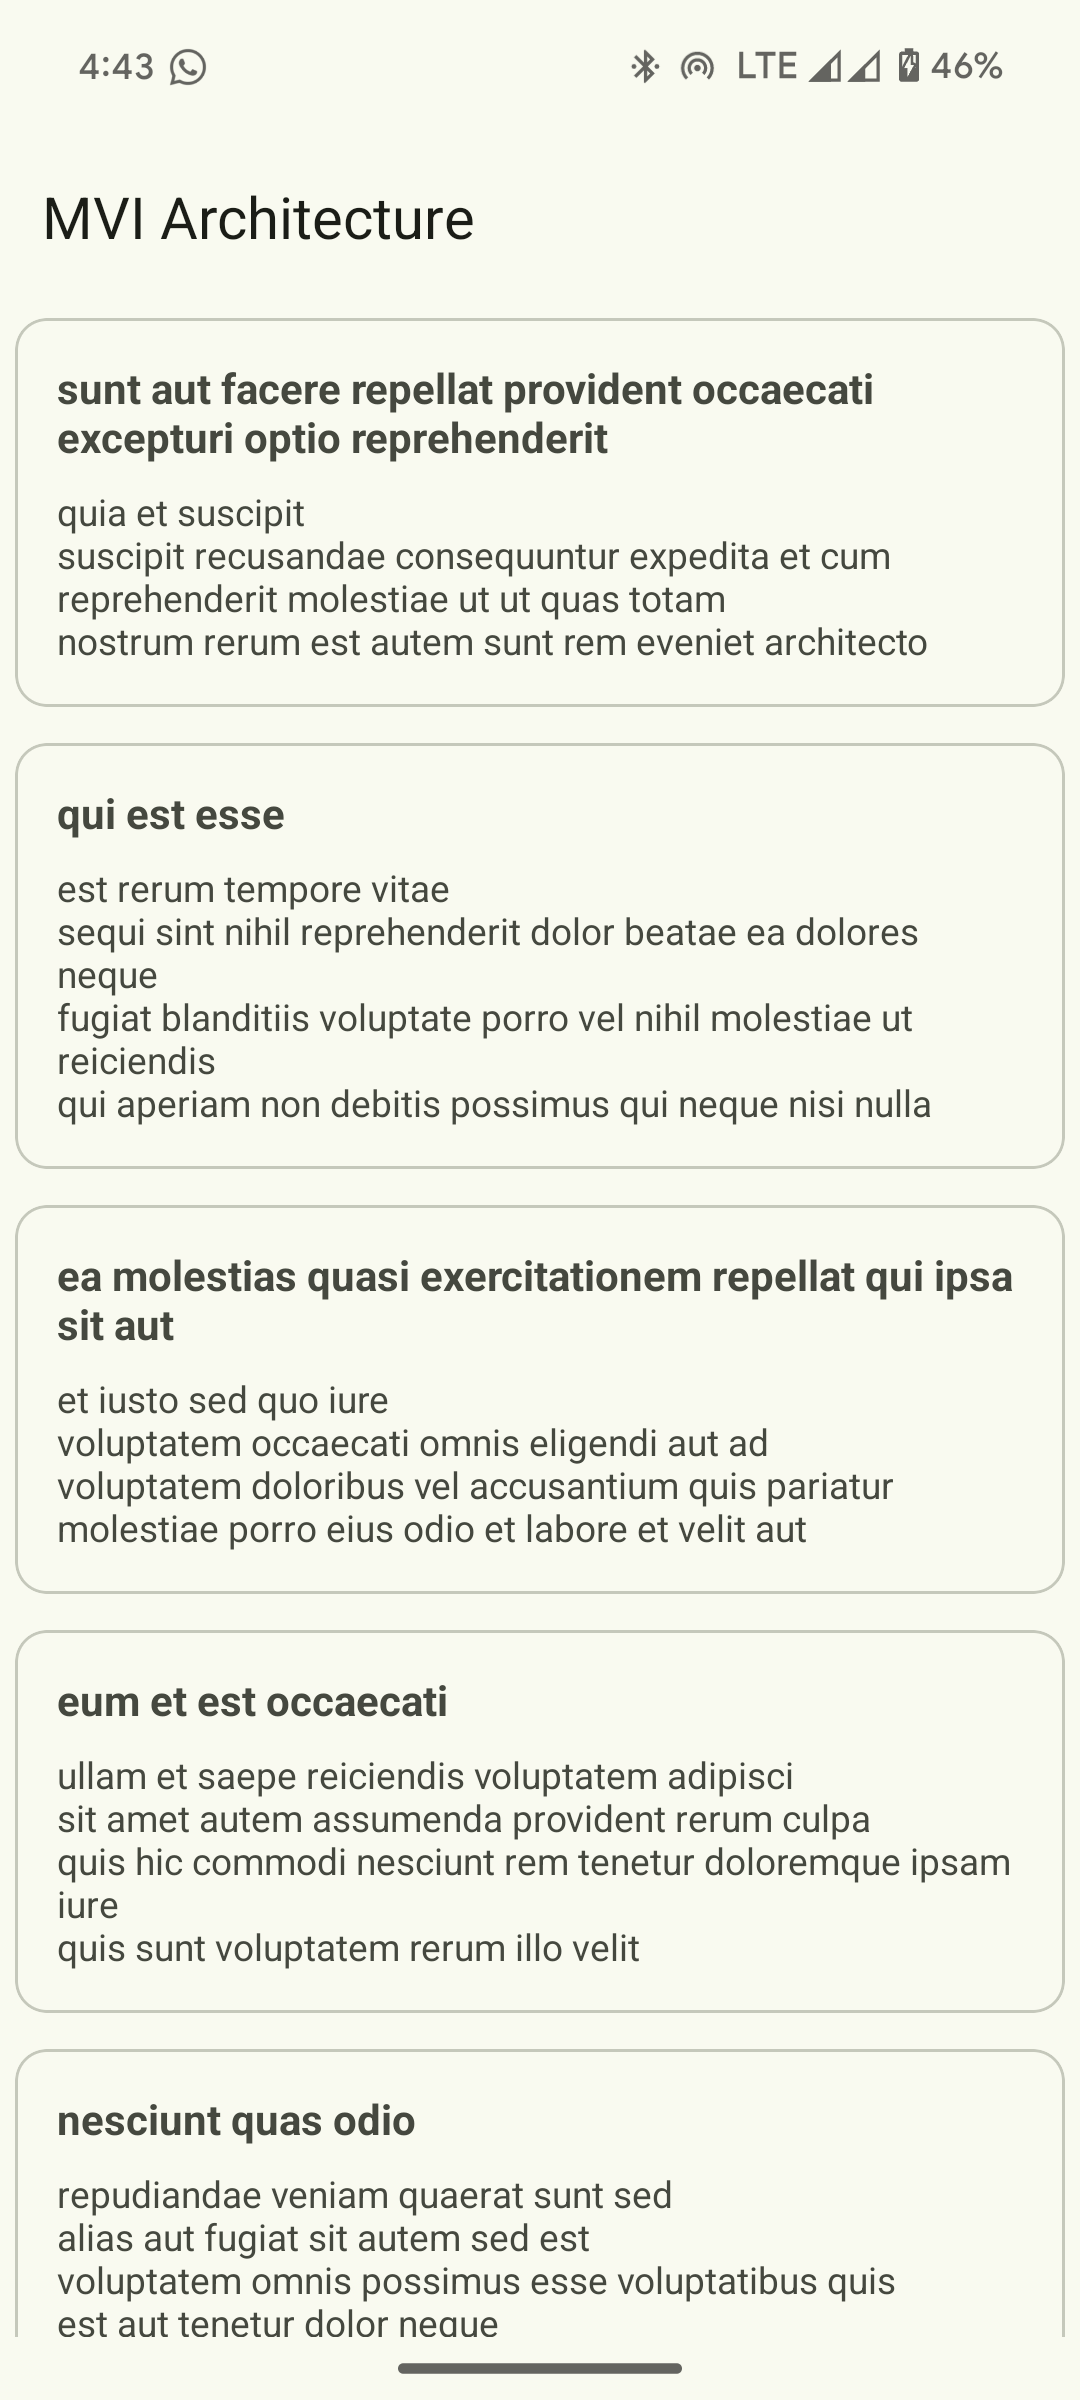 4:43 LTE 46%
MVI Architecture
sunt aut facere repellat provident occaecati
excepturi optio reprehenderit
quia et suscipit
suscipit recusandae consequuntur expedita et cum
reprehenderit molestiae ut ut quas totam
nostrum rerum est autem sunt rem eveniet architecto
qui est esse
est rerum tempore vitae
sequi sint nihil reprehenderit dolor beatae ea dolores
neque
fugiat blanditiis voluptate porro vel nihil molestiae ut
reiciendis
qui aperiam non debitis possimus qui neque nisi nulla
ea molestias quasi exercitationem repellat qui ipsa
sit aut
et iusto sed quo iure
voluptatem occaecati omnis eligendi aut ad
voluptatem doloribus vel accusantium quis pariatur
molestiae porro eius odio et labore et velit aut
eum et est occaecati
ullam et saepe reiciendis voluptatem adipisci
sit amet autem assumenda provident rerum culpa
quis hic commodi nesciunt rem tenetur doloremque ipsam
iure
quis sunt voluptatem rerum illo velit
nesciunt quas odio
repudiandae veniam quaerat sunt sed
alias aut fugiat sit autem sed est
voluptatem omnis possimus esse voluptatibus quis
est aut tenetur dolor neque